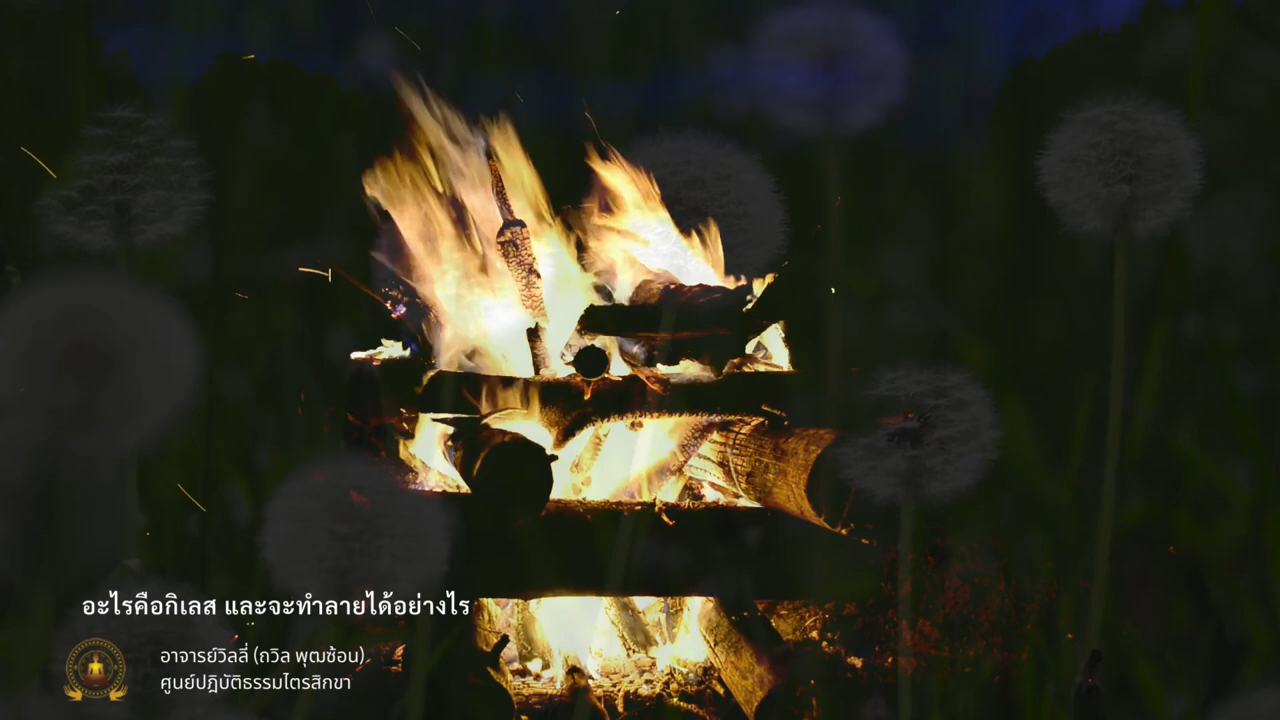 อะไรคือกิเลส และจะทำลายได้อย่างไร
อาจารย์วิลลี่ (ถวิล พุฒซ้อน)
ศูนย์ปฎิบัติธรรมไตรสิกขา